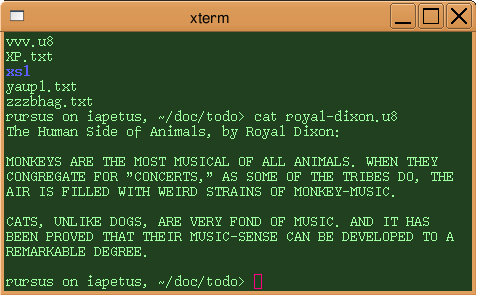 xterm
vvv.u8
XP.txt
xsl
yaupl.txt
zzzbhag.txt
rursus on iapetus, ~/doc/todo> cat royal-dixon.u8
The Human Side of Animals, by Royal Dixon:
MONKEYS ARE THE MOST MUSICAL OF ALL ANIMALS. WHEN THEY
CONGREGATE FOR "CONCERTS," AS SOME OF THE TRIBES DO, THE
AIR IS FILLED WITH WEIRD STRAINS OF MONKEY-MUSIC.
CATS, UNLIKE DOGS, ARE VERY FOND OF MUSIC. AND IT HAS
BEEN PROVED THAT THEIR MUSIC-SENSE CAN BE DEVELOPED TO A
REMARKABLE DEGREE.
rursus on iapetus, ~/doc/todo>